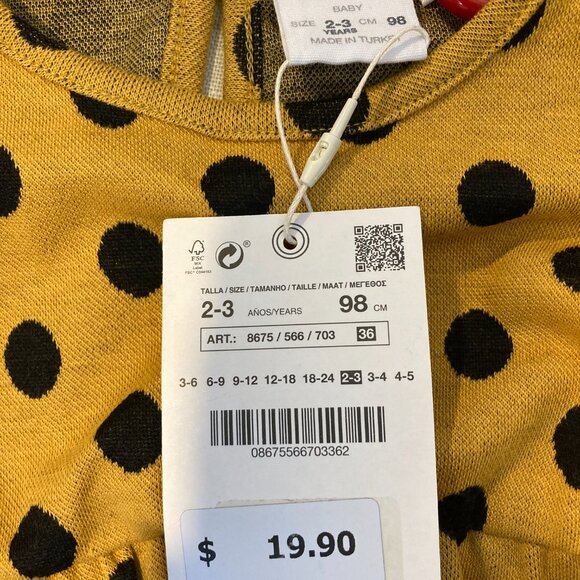 BABY
SIZE 2-3 CM 98
YEARS
MADE IN TURKEY
FSC
MIX
Label
TALLA / SIZE / TAMANHO / TAILLE / MAAT / ΜΕΓΕΘΟΣ
2-3 AÑOS/YEARS 98 CM
ART.: 8675 / 566 / 703 36
3-6 6-9 9-12 12-18 18-24 2-3 3-4 4-5
08675566703362
$ 19.90